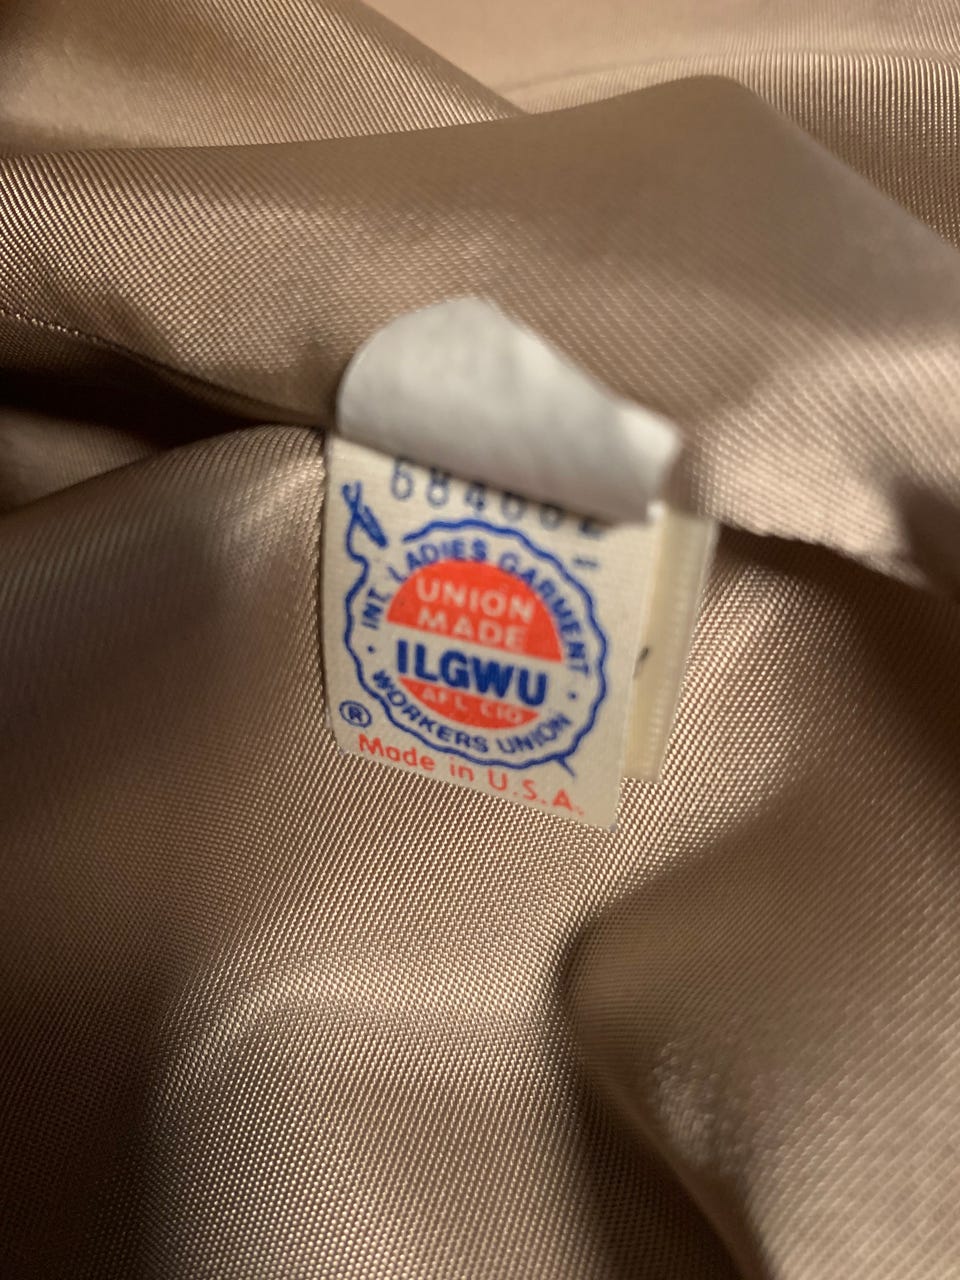 INT. LADIES GARMENT
UNION
MADE
ILGWU
AFL CIO
WORKERS UNION
®
Made in U.S.A.